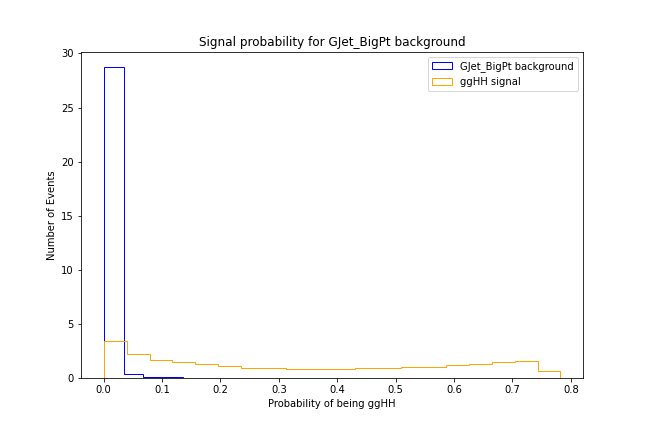 Signal probability for GJet_BigPt background
GJet_BigPt background
ggHH signal
Number of Events
30
25
20
15
10
5
0
0.0 0.1 0.2 0.3 0.4 0.5 0.6 0.7 0.8
Probability of being ggHH